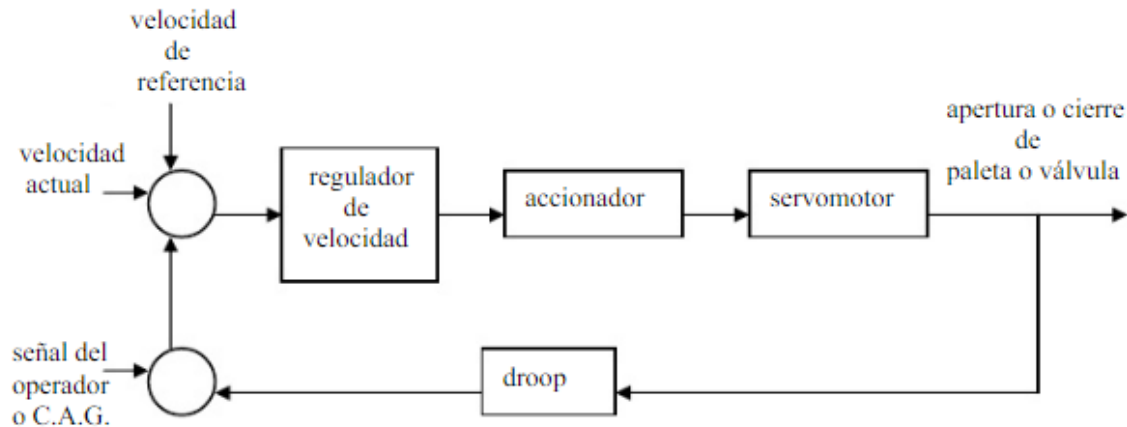 velocidad
de
referencia
velocidad
actual
regulador
de
velocidad
accionador
servomotor
apertura o cierre
de
paleta o válvula
señal del
operador
o C.A.G.
droop